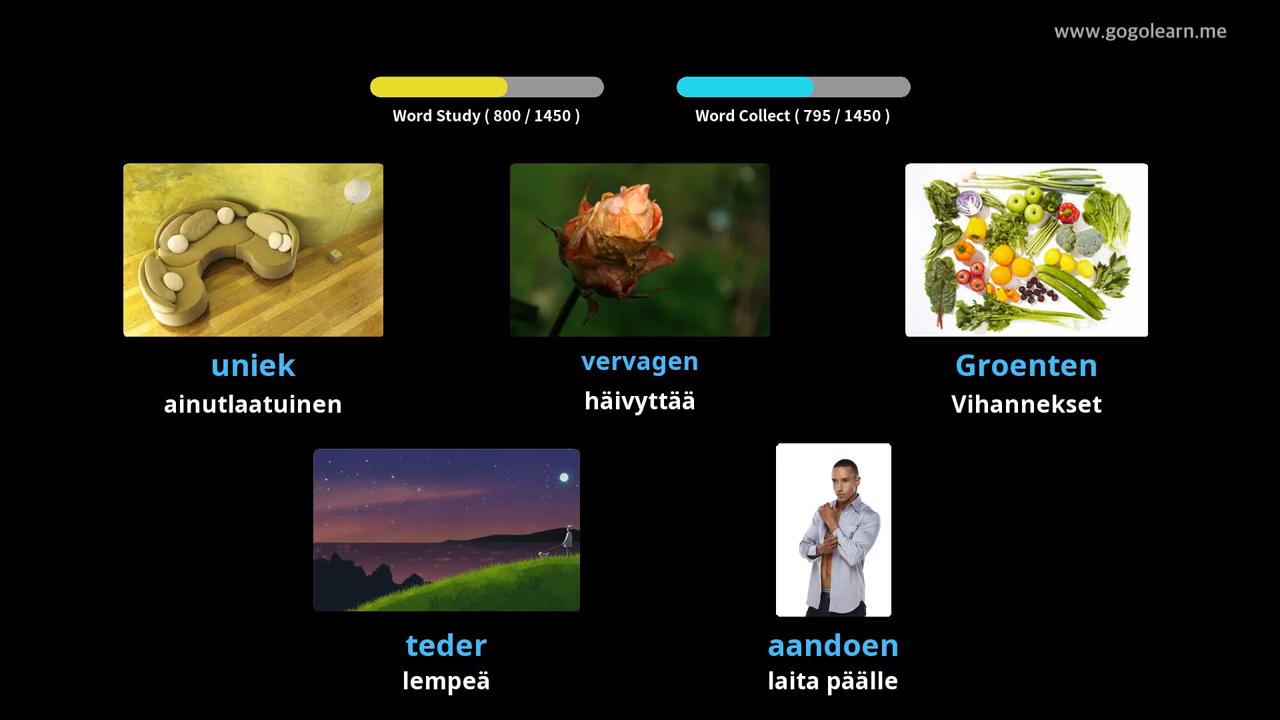 www.gogolearn.me
Word Study ( 800 / 1450 )
Word Collect ( 795 / 1450 )
uniek
ainutlaatuinen
vervagen
häivyttää
Groenten
Vihannekset
teder
lempeä
aandoen
laita päälle